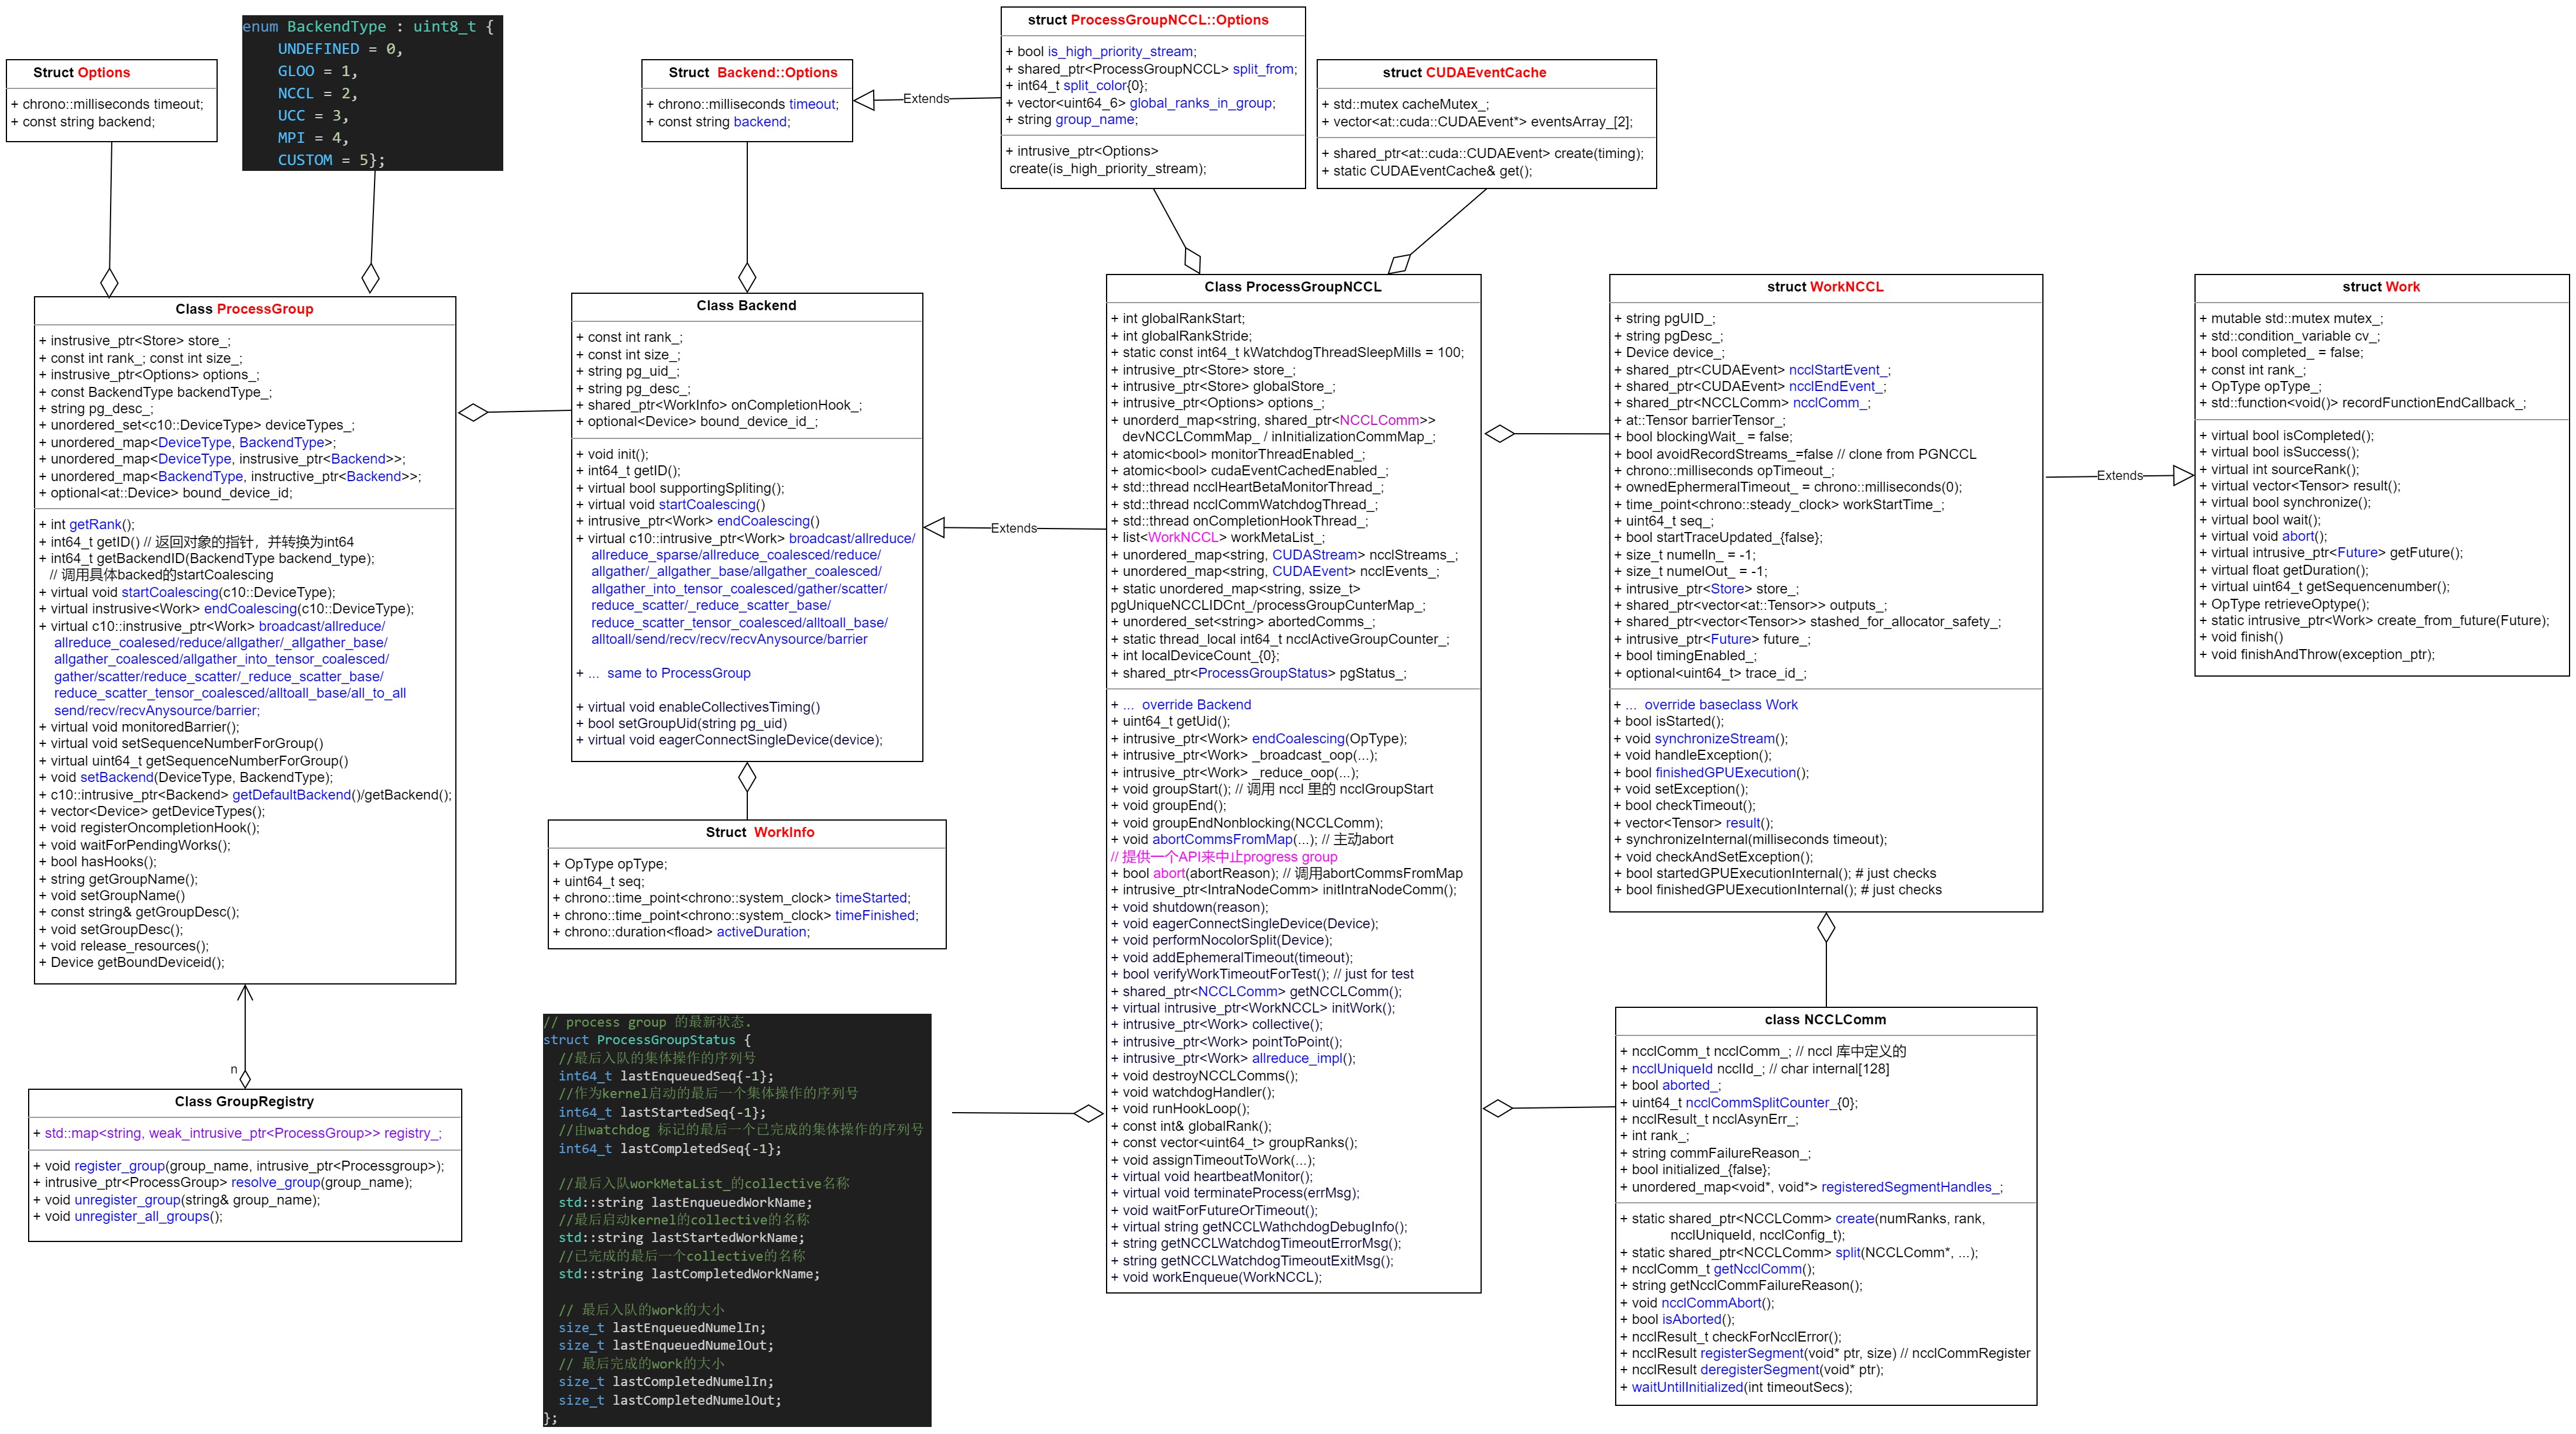 Struct Options
+ chrono::milliseconds timeout;
+ const string backend;
enum BackendType : uint8_t {
UNDEFINED = 0,
GLOO = 1,
NCCL = 2,
UCC = 3,
MPI = 4,
CUSTOM = 5};
Struct Backend::Options
+ chrono::milliseconds timeout;
+ const string backend;
Extends
struct ProcessGroupNCCL::Options
+ bool is_high_priority_stream;
+ shared_ptr<ProcessGroupNCCL> split_from;
+ int64_t split_color{0};
+ vector<uint64_6> global_ranks_in_group;
+ string group_name;
+ intrusive_ptr<Options>
create(is_high_priority_stream);
struct CUDAEventCache
+ std::mutex cacheMutex_;
+ vector<at::cuda::CUDAEvent*> eventsArray_[2];
+ shared_ptr<at::cuda::CUDAEvent> create(timing);
+ static CUDAEventCache& get();
Class ProcessGroup
+ instrusive_ptr<Store> store_;
+ const int rank_; const int size_;
+ instrusive_ptr<Options> options_;
+ const BackendType backendType_;
+ string pg_desc_;
+ unordered_set<c10::DeviceType> deviceTypes_;
+ unordered_map<DeviceType, BackendType>;
+ unordered_map<DeviceType, instrusive_ptr<Backend>>;
+ unordered_map<BackendType, instructive_ptr<Backend>>;
+ optional<at::Device> bound_device_id;
+ int getRank();
+ int64_t getID() // 返回对象的指针，并转换为int64
+ int64_t getBackendID(BackendType backend_type);
// 调用具体backed的startCoalescing
+ virtual void startCoalescing(c10::DeviceType);
+ virtual instrusive<Work> endCoalescing(c10::DeviceType);
+ virtual c10::instrusive_ptr<Work> broadcast/allreduce/
allreduce_coalesed/reduce/allgather/_allgather_base/
allgather_coalesced/allgather_into_tensor_coalesced/
gather/scatter/reduce_scatter/_reduce_scatter_base/
reduce_scatter_tensor_coalesced/alltoall_base/all_to_all
send/recv/recvAnysource/barrier;
+ virtual void monitoredBarrier();
+ virtual void setSequenceNumberForGroup()
+ virtual uint64_t getSequenceNumberForGroup()
+ void setBackend(DeviceType, BackendType);
+ c10::intrusive_ptr<Backend> getDefaultBackend()/getBackend();
+ vector<Device> getDeviceTypes();
+ void registerOncompletionHook();
+ void waitForPendingWorks();
+ bool hasHooks();
+ string getGroupName();
+ void setGroupName()
+ const string& getGroupDesc();
+ void setGroupDesc();
+ void release_resources();
+ Device getBoundDeviceid();
n
Class GroupRegistry
+ std::map<string, weak_intrusive_ptr<ProcessGroup>> registry_;
+ void register_group(group_name, intrusive_ptr<Processgroup>);
+ intrusive_ptr<ProcessGroup> resolve_group(group_name);
+ void unregister_group(string& group_name);
+ void unregister_all_groups();
Class Backend
+ const int rank_;
+ const int size_;
+ string pg_uid_;
+ string pg_desc_;
+ shared_ptr<WorkInfo> onCompletionHook_;
+ optional<Device> bound_device_id_;
+ void init();
+ int64_t getID();
+ virtual bool supportingSpliting();
+ virtual void startCoalescing()
+ intrusive_ptr<Work> endCoalescing()
+ virtual c10::intrusive_ptr<Work> broadcast/allreduce/
allreduce_sparse/allreduce_coalesced/reduce/
allgather/_allgather_base/allgather_coalesced/
allgather_into_tensor_coalesced/gather/scatter/
reduce_scatter/_reduce_scatter_base/
reduce_scatter_tensor_coalesced/alltoall_base/
alltoall/send/recv/recv/recvAnysource/barrier
+ ... same to ProcessGroup
+ virtual void enableCollectivesTiming()
+ bool setGroupUid(string pg_uid)
+ virtual void eagerConnectSingleDevice(device);
Extends
Struct WorkInfo
+ OpType opType;
+ uint64_t seq;
+ chrono::time_point<chrono::system_clock> timeStarted;
+ chrono::time_point<chrono::system_clock> timeFinished;
+ chrono::duration<fload> activeDuration;
// process group 的最新状态.
struct ProcessGroupStatus {
//最后入队的集体操作的序列号
int64_t lastEnqueuedSeq{-1};
//作为kernel启动的最后一个集体操作的序列号
int64_t lastStartedSeq{-1};
//由watchdog 标记的最后一个已完成的集体操作的序列号
int64_t lastCompletedSeq{-1};
//最后入队workMetaList_的collective名称
std::string lastEnqueuedWorkName;
//最后启动kernel的collective的名称
std::string lastStartedWorkName;
//已完成的最后一个collective的名称
std::string lastCompletedWorkName;
// 最后入队的work的大小
size_t lastEnqueuedNumelIn;
size_t lastEnqueuedNumelOut;
// 最后完成的work的大小
size_t lastCompletedNumelIn;
size_t lastCompletedNumelOut;
};
Class ProcessGroupNCCL
+ int globalRankStart;
+ int globalRankStride;
+ static const int64_t kWatchdogThreadSleepMills = 100;
+ intrusive_ptr<Store> store_;
+ intrusive_ptr<Store> globalStore_;
+ intrusive_ptr<Options> options_;
+ unorderd_map<string, shared_ptr<NCCLComm>>
devNCCLCommMap_ / inInitializationCommMap_;
+ atomic<bool> monitorThreadEnabled_;
+ atomic<bool> cudaEventCachedEnabled_;
+ std::thread ncclHeartBetaMonitorThread_;
+ std::thread ncclCommWatchdogThread_;
+ std::thread onCompletionHookThread_;
+ list<WorkNCCL> workMetaList_;
+ unordered_map<string, CUDAStream> ncclStreams_;
+ unordered_map<string, CUDAEvent> ncclEvents_;
+ static unordered_map<string, ssize_t>
pgUniqueNCCLIDCnt_/processGroupCunterMap_;
+ unordered_set<string> abortedComms_;
+ static thread_local int64_t ncclActiveGroupCounter_;
+ int localDeviceCount_{0};
+ shared_ptr<ProcessGroupStatus> pgStatus_;
+ ... override Backend
+ uint64_t getUid();
+ intrusive_ptr<Work> endCoalescing(OpType);
+ intrusive_ptr<Work> _broadcast_oop(...);
+ intrusive_ptr<Work> _reduce_oop(...);
+ void groupStart(); // 调用 nccl 里的 ncclGroupStart
+ void groupEnd();
+ void groupEndNonblocking(NCCLComm);
+ void abortCommsFromMap(...); // 主动abort
// 提供一个API来中止progress group
+ bool abort(abortReason); // 调用abortCommsFromMap
+ intrusive_ptr<IntraNodeComm> initIntraNodeComm();
+ void shutdown(reason);
+ void eagerConnectSingleDevice(Device);
+ void performNocolorSplit(Device);
+ void addEphemeralTimeout(timeout);
+ bool verifyWorkTimeoutForTest(); // just for test
+ shared_ptr<NCCLComm> getNCCLComm();
+ virtual intrusive_ptr<WorkNCCL> initWork();
+ intrusive_ptr<Work> collective();
+ intrusive_ptr<Work> pointToPoint();
+ intrusive_ptr<Work> allreduce_impl();
+ void destroyNCCLComms();
+ void watchdogHandler();
+ void runHookLoop();
+ const int& globalRank();
+ const vector<uint64_t> groupRanks();
+ void assignTimeoutToWork(...);
+ virtual void heartbeatMonitor();
+ virtual void terminateProcess(errMsg);
+ void waitForFutureOrTimeout();
+ virtual string getNCCLWathchdogDebugInfo();
+ string getNCCLWatchdogTimeoutErrorMsg();
+ string getNCCLWatchdogTimeoutExitMsg();
+ void workEnqueue(WorkNCCL);
struct WorkNCCL
+ string pgUID_;
+ string pgDesc_;
+ Device device_;
+ shared_ptr<CUDAEvent> ncclStartEvent_;
+ shared_ptr<CUDAEvent> ncclEndEvent_;
+ shared_ptr<NCCLComm> ncclComm_;
+ at::Tensor barrierTensor_;
+ bool blockingWait_ = false;
+ bool avoidRecordStreams_=false // clone from PGNCCL
+ chrono::milliseconds opTimeout_;
+ ownedEphermeralTimeout_ = chrono::milliseconds(0);
+ time_point<chrono::steady_clock> workStartTime_;
+ uint64_t seq_;
+ bool startTraceUpdated_{false};
+ size_t numelIn_ = -1;
+ size_t numelOut_ = -1;
+ intrusive_ptr<Store> store_;
+ shared_ptr<vector<at::Tensor>> outputs_;
+ shared_ptr<vector<Tensor>> stashed_for_allocator_safety_;
+ intrusive_ptr<Future> future_;
+ bool timingEnabled_;
+ optional<uint64_t> trace_id_;
+ ... override baseclass Work
+ bool isStarted();
+ void synchronizeStream();
+ void handleException();
+ bool finishedGPUExecution();
+ void setException();
+ bool checkTimeout();
+ vector<Tensor> result();
+ synchronizeInternal(milliseconds timeout);
+ void checkAndSetException();
+ bool startedGPUExecutionInternal(); # just checks
+ bool finishedGPUExecutionInternal(); # just checks
Extends
struct Work
+ mutable std::mutex mutex_;
+ std::condition_variable cv_;
+ bool completed_ = false;
+ const int rank_;
+ OpType opType_;
+ std::function<void()> recordFunctionEndCallback_;
+ virtual bool isCompleted();
+ virtual bool isSuccess();
+ virtual int sourceRank();
+ virtual vector<Tensor> result();
+ virtual bool synchronize();
+ virtual bool wait();
+ virtual void abort();
+ virtual intrusive_ptr<Future> getFuture();
+ virtual float getDuration();
+ virtual uint64_t getSequencenumber();
+ OpType retrieveOptype();
+ static intrusive_ptr<Work> create_from_future(Future);
+ void finish()
+ void finishAndThrow(exception_ptr);
class NCCLComm
+ ncclComm_t ncclComm_; // nccl 库中定义的
+ ncclUniqueId ncclId_; // char internal[128]
+ bool aborted_;
+ uint64_t ncclCommSplitCounter_{0};
+ ncclResult_t ncclAsynErr_;
+ int rank_;
+ string commFailureReason_;
+ bool initialized_{false};
+ unordered_map<void*, void*> registeredSegmentHandles_;
+ static shared_ptr<NCCLComm> create(numRanks, rank,
ncclUniqueId, ncclConfig_t);
+ static shared_ptr<NCCLComm> split(NCCLComm*, ...);
+ ncclComm_t getNcclComm();
+ string getNcclCommFailureReason();
+ void ncclCommAbort();
+ bool isAborted();
+ ncclResult_t checkForNcclError();
+ ncclResult registerSegment(void* ptr, size) // ncclCommRegister
+ ncclResult deregisterSegment(void* ptr);
+ waitUntilInitialized(int timeoutSecs);